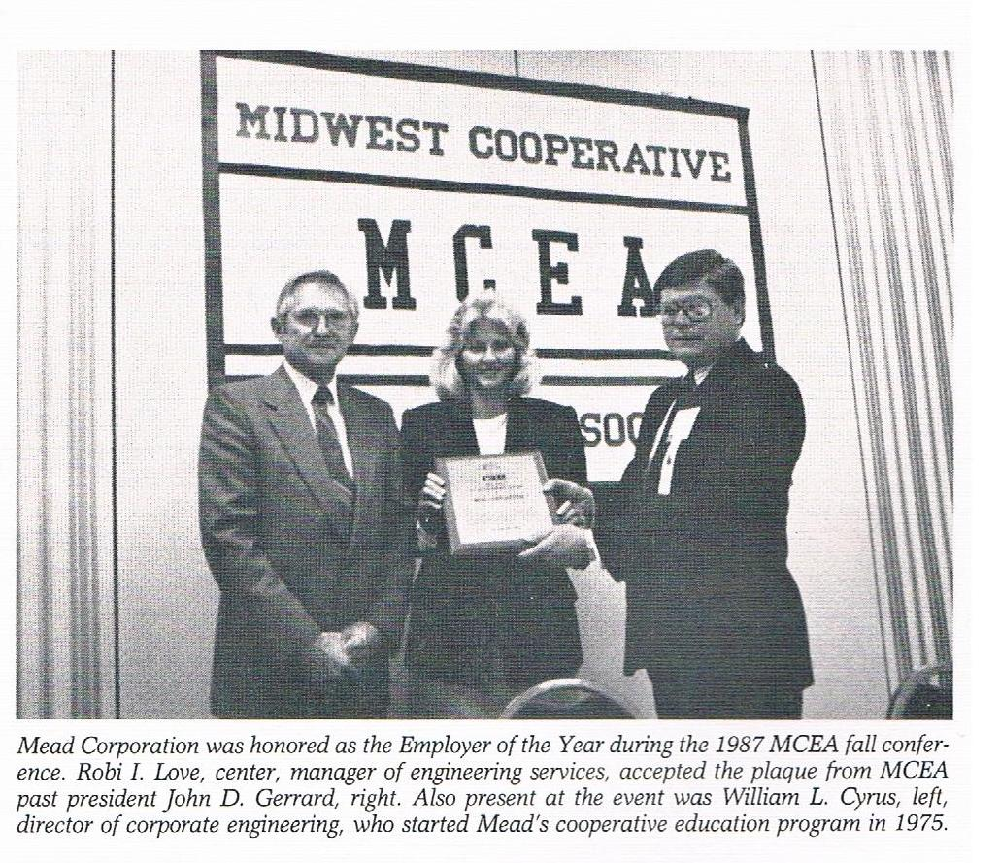 MIDWEST COOPERATIVE
MCEA
SOC
Mead Corporation was honored as the Employer of the Year during the 1987 MCEA fall confer-
ence. Robi I. Love, center, manager of engineering services, accepted the plaque from MCEA
past president John D. Gerrard, right. Also present at the event was William L. Cyrus, left,
director of corporate engineering, who started Mead's cooperative education program in 1975.